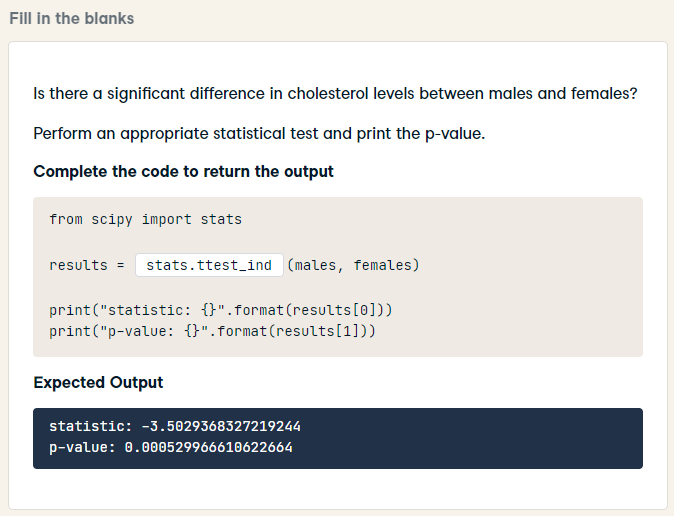 Fill in the blanks
Is there a significant difference in cholesterol levels between males and females?
Perform an appropriate statistical test and print the p-value.
Complete the code to return the output
from scipy import stats
results = stats.ttest_ind (males, females)
print("statistic: {}".format(results[0]))
print("p-value: {}".format(results[1]))
Expected Output
statistic: -3.5029368327219244
p-value: 0.000529966610622664